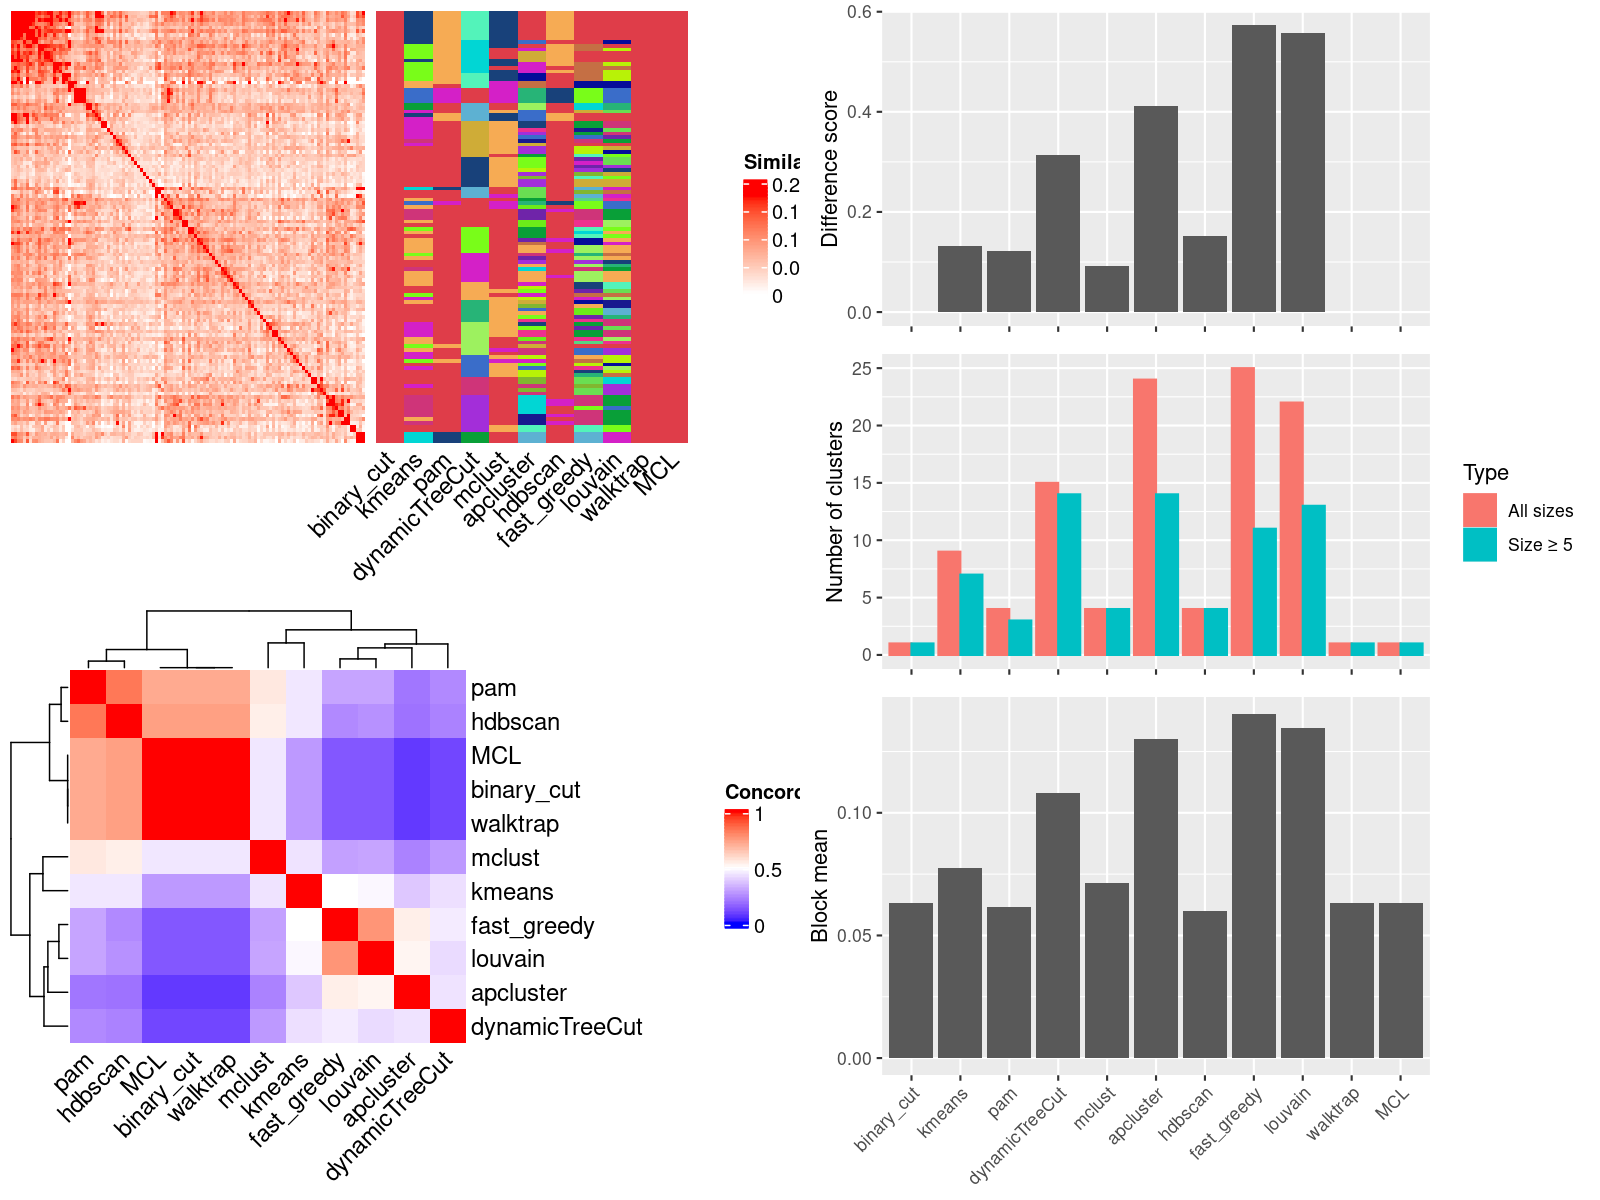 Simila
0.2
0.1
0.1
0.0
0
binary_cut
kmeans
pam
dynamicTreeCut
mclust
apcluster
hdbscan
fast_greedy
louvain
walktrap
MCL
pam
hdbscan
MCL
binary_cut
walktrap
mclust
kmeans
fast_greedy
louvain
apcluster
dynamicTreeCut
pam
hdbscan
MCL
binary_cut
walktrap
mclust
kmeans
fast_greedy
louvain
apcluster
dynamicTreeCut
Concord
1
0.5
0
Difference score
0.6
0.4
0.2
0.0
Number of clusters
25
20
15
10
5
0
Type
All sizes
Size ≥ 5
Block mean
0.10
0.05
0.00
binary_cut
kmeans
pam
dynamicTreeCut
mclust
apcluster
hdbscan
fast_greedy
louvain
walktrap
MCL